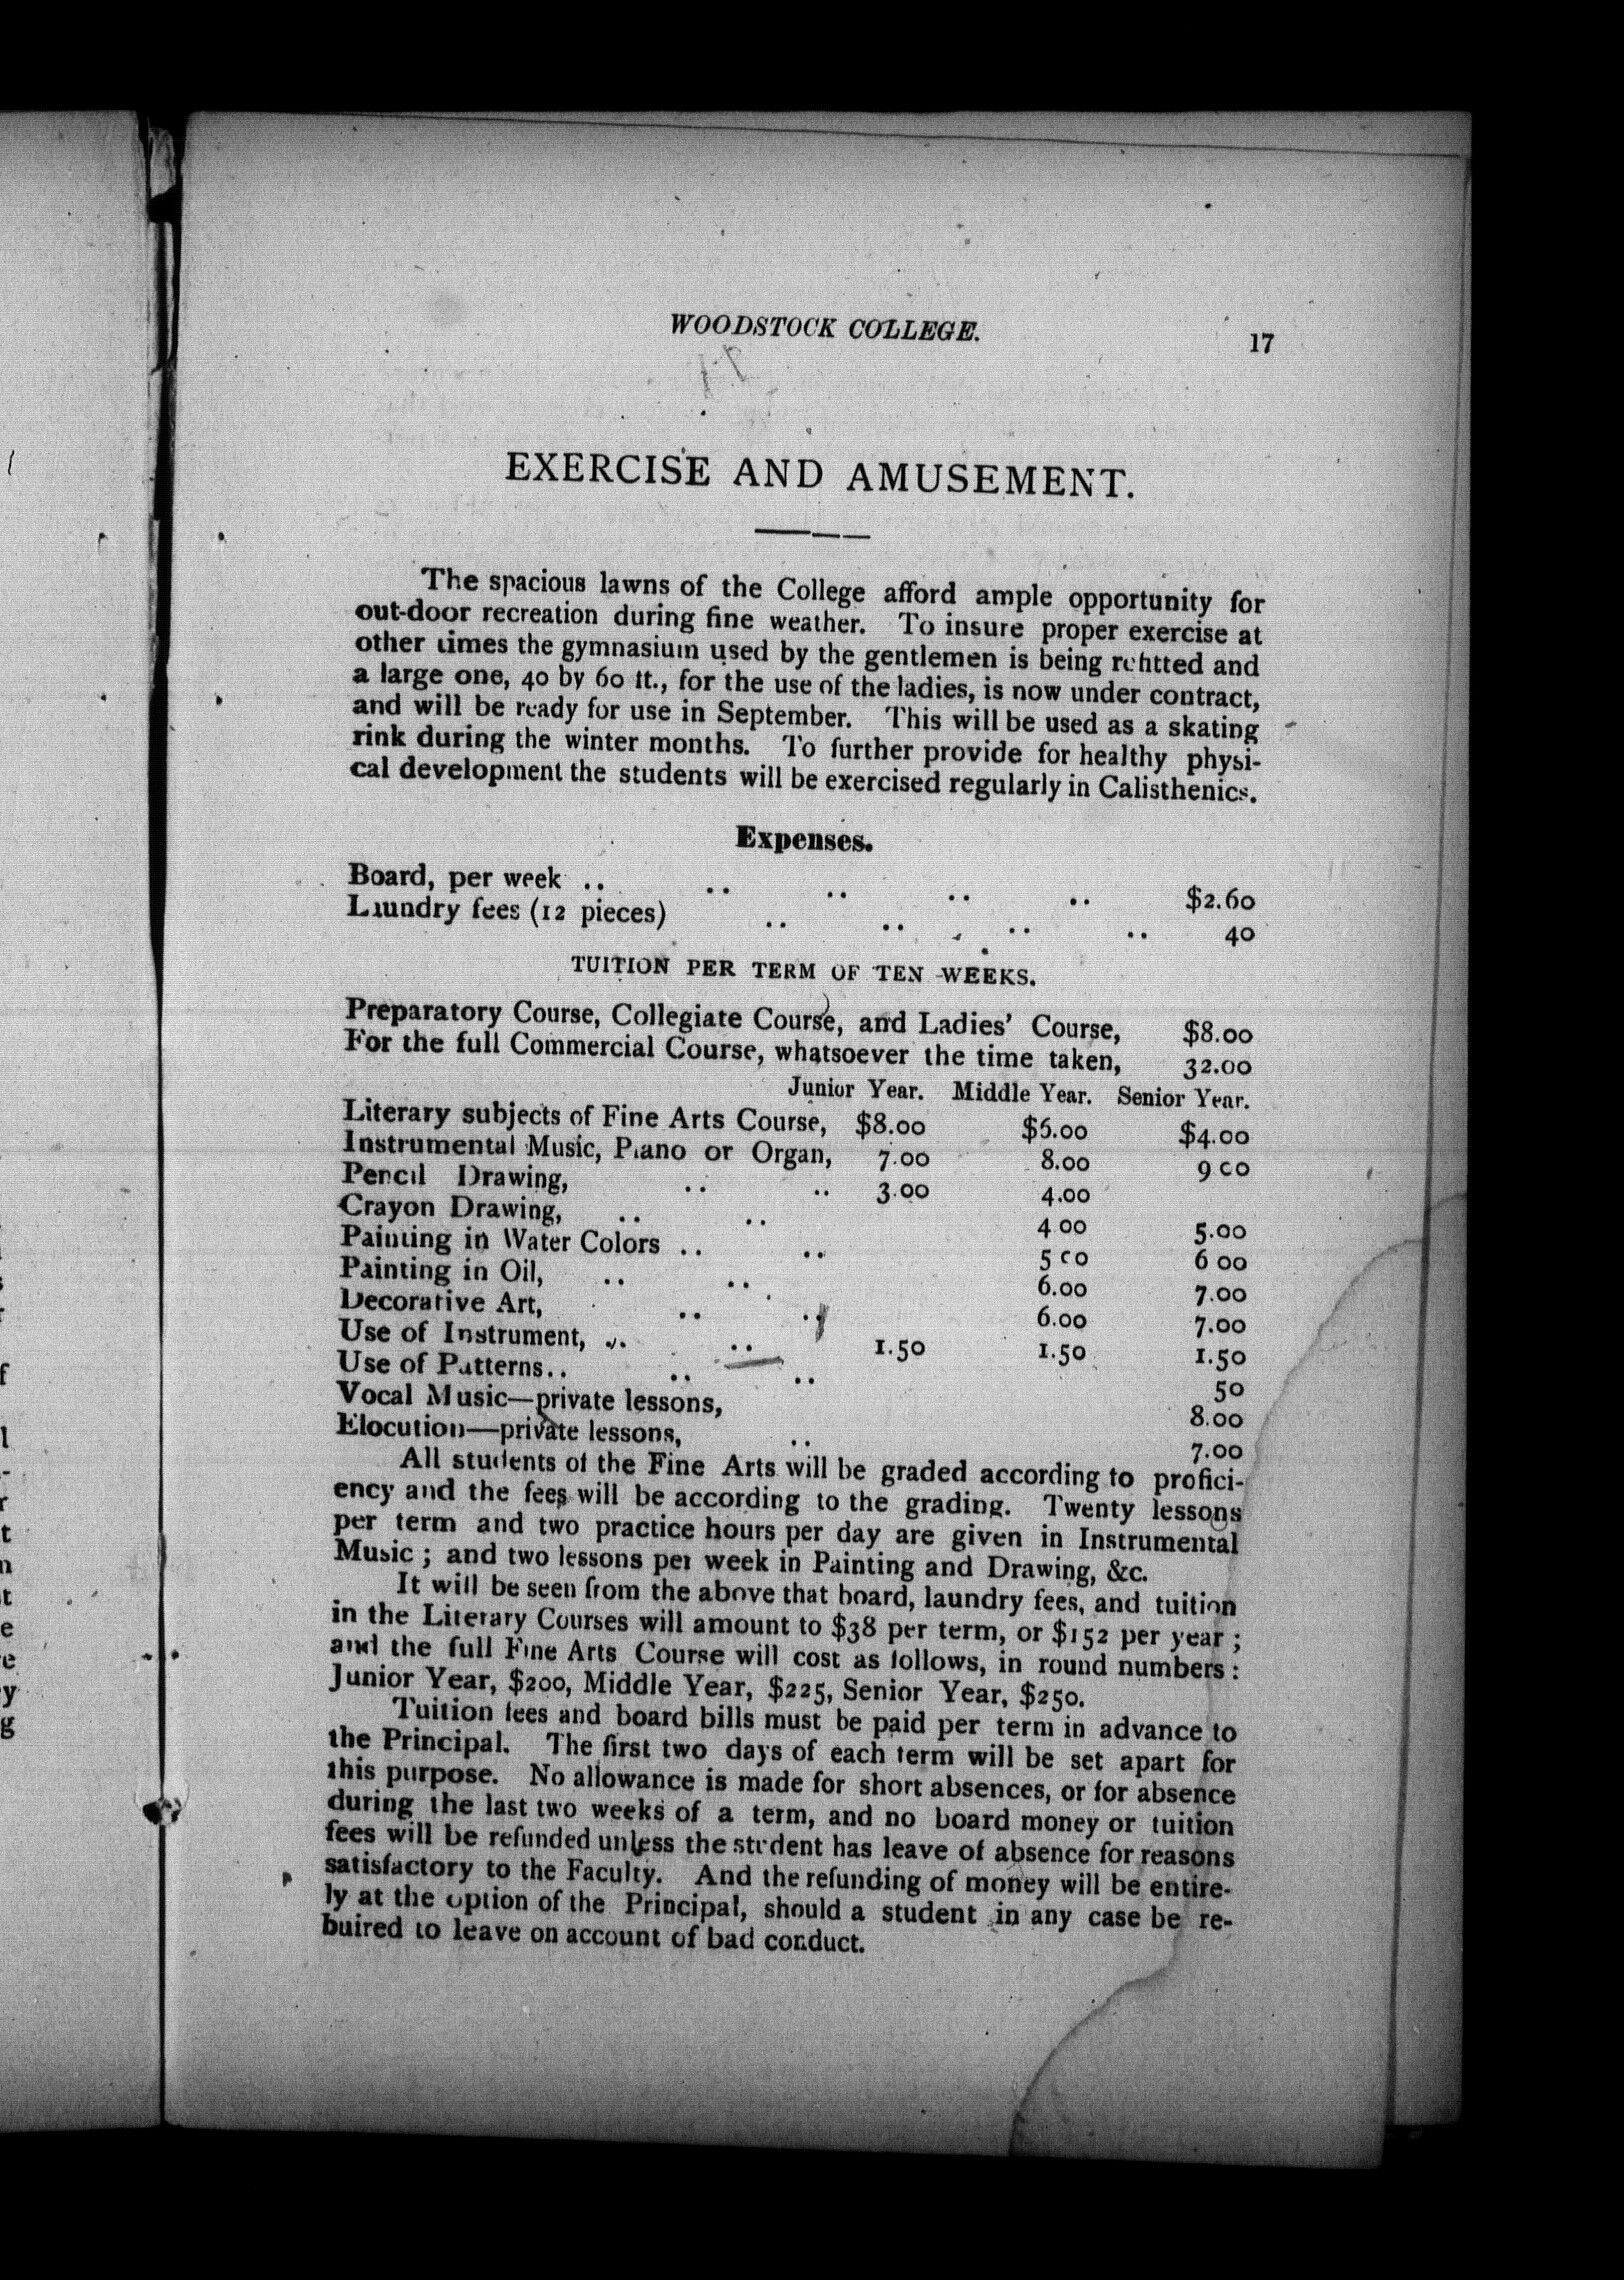 WOODSTOCK COLLEGE.
17
EXERCISE AND AMUSEMENT.
The spacious lawns of the College afford ample opportunity for
out-door recreation during fine weather. To insure proper exercise at
other times the gymnasium used by the gentlemen is being refitted and
a large one, 40 by 60 ft., for the use of the ladies, is now under contract,
and will be ready for use in September. This will be used as a skating
rink during the winter months. To further provide for healthy physi-
cal development the students will be exercised regularly in Calisthenics.
Expenses.
Board, per week .. .. .. .. .. $2.60
Laundry fees (12 pieces) .. .. .. .. 40
TUITION PER TERM OF TEN WEEKS.
Preparatory Course, Collegiate Course, and Ladies' Course, $8.00
For the full Commercial Course, whatsoever the time taken, 32.00
Junior Year. Middle Year. Senior Year.
Literary subjects of Fine Arts Course, $8.00 $6.00 $4.00
Instrumental Music, Piano or Organ, 7.00 8.00 9 00
Pencil Drawing, .. .. 3.00 4.00
Crayon Drawing, .. .. 4 00 5.00
Painting in Water Colors .. .. 5 00 6 00
Painting in Oil, .. .. 6.00 7.00
Decorative Art, .. .. 6.00 7.00
Use of Instrument, .. .. 1.50 1.50 1.50
Use of Patterns.. .. .. 50
Vocal Music—private lessons, 8.00
Elocution—private lessons, .. 7.00
All students of the Fine Arts will be graded according to profici-
ency and the fees will be according to the grading. Twenty lessons
per term and two practice hours per day are given in Instrumental
Music ; and two lessons per week in Painting and Drawing, &c.
It will be seen from the above that board, laundry fees, and tuition
in the Literary Courses will amount to $38 per term, or $152 per year ;
and the full Fine Arts Course will cost as follows, in round numbers :
Junior Year, $200, Middle Year, $225, Senior Year, $250.
Tuition fees and board bills must be paid per term in advance to
the Principal. The first two days of each term will be set apart for
this purpose. No allowance is made for short absences, or for absence
during the last two weeks of a term, and no board money or tuition
fees will be refunded unless the student has leave of absence for reasons
satisfactory to the Faculty. And the refunding of money will be entire-
ly at the option of the Principal, should a student in any case be re-
buired to leave on account of bad conduct.